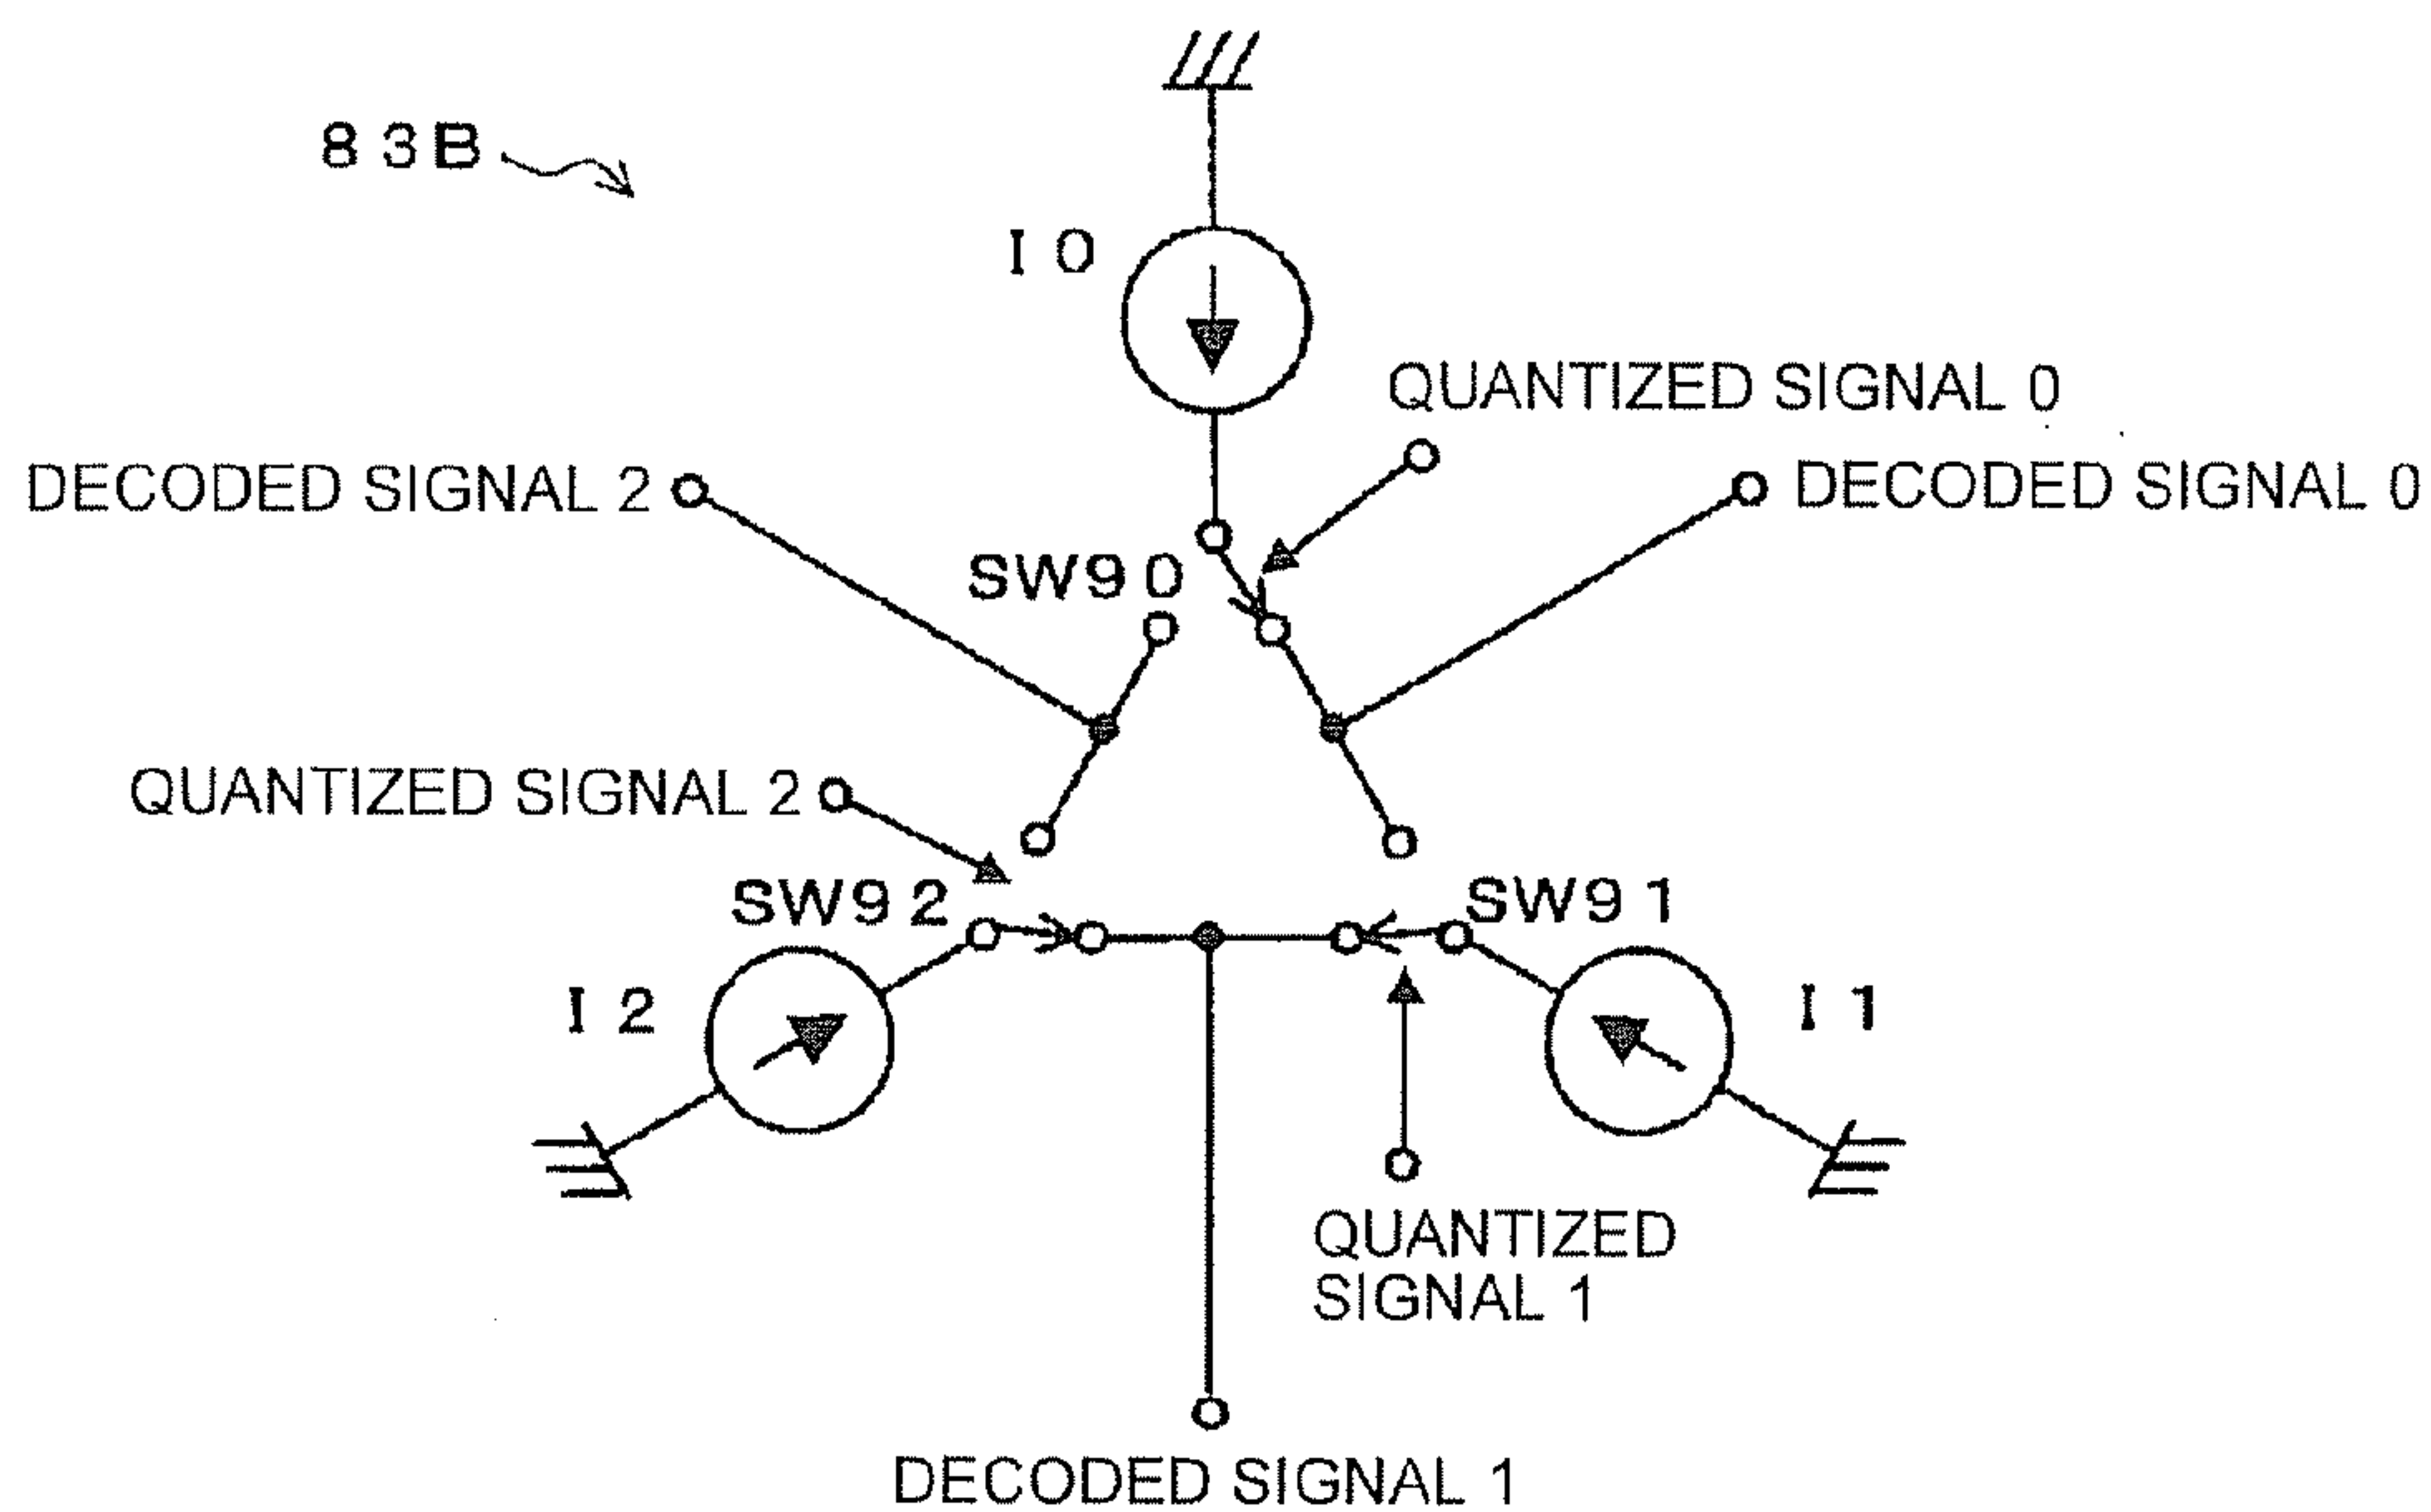 83B
I0
QUANTIZED SIGNAL 0
DECODED SIGNAL 2
DECODED SIGNAL 0
SW90
QUANTIZED SIGNAL 2
SW92
SW91
I2
I1
QUANTIZED
SIGNAL 1
DECODED SIGNAL 1